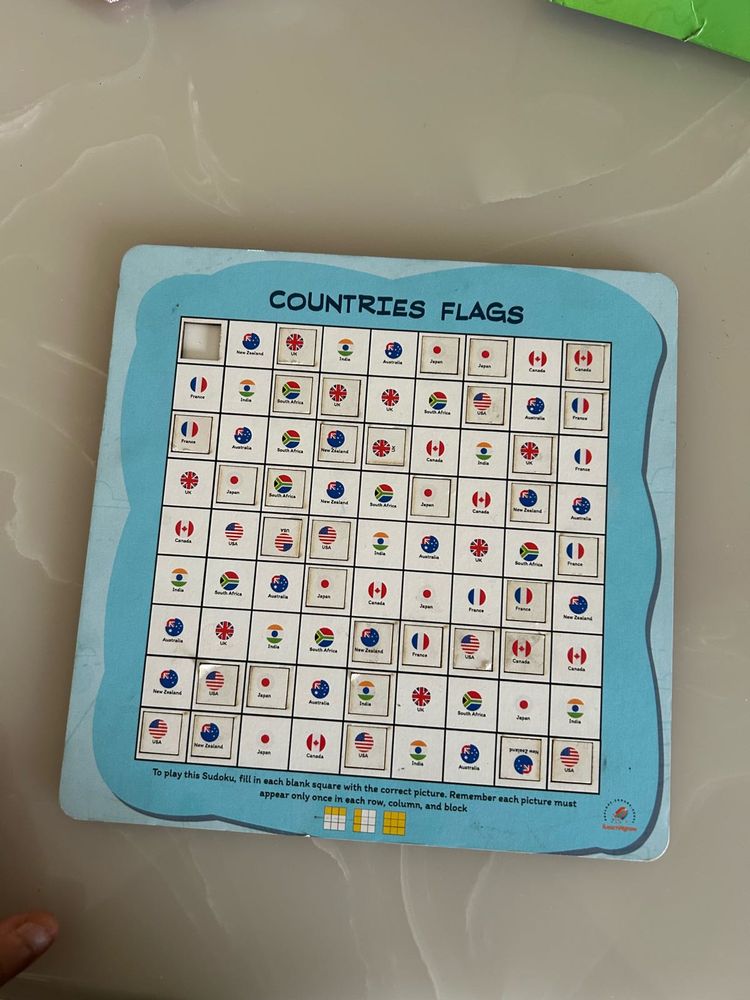 COUNTRIES FLAGS
New Zealand UK India Australia Japan Japan Canada Canada
France India South Africa UK UK South Africa USA Australia France
France Australia South Africa New Zealand UK Canada India UK France
UK Japan South Africa New Zealand South Africa Japan Canada New Zealand Australia
Canada USA USA USA India Australia UK South Africa France
India South Africa Australia Japan Canada Japan France France New Zealand
Australia UK India South Africa New Zealand France USA Canada Canada
New Zealand USA Japan Australia India UK South Africa Japan India
USA New Zealand Japan Canada USA India Australia New Zealand USA
To play this Sudoku, fill in each blank square with the correct picture. Remember each picture must
appear only once in each row, column, and block